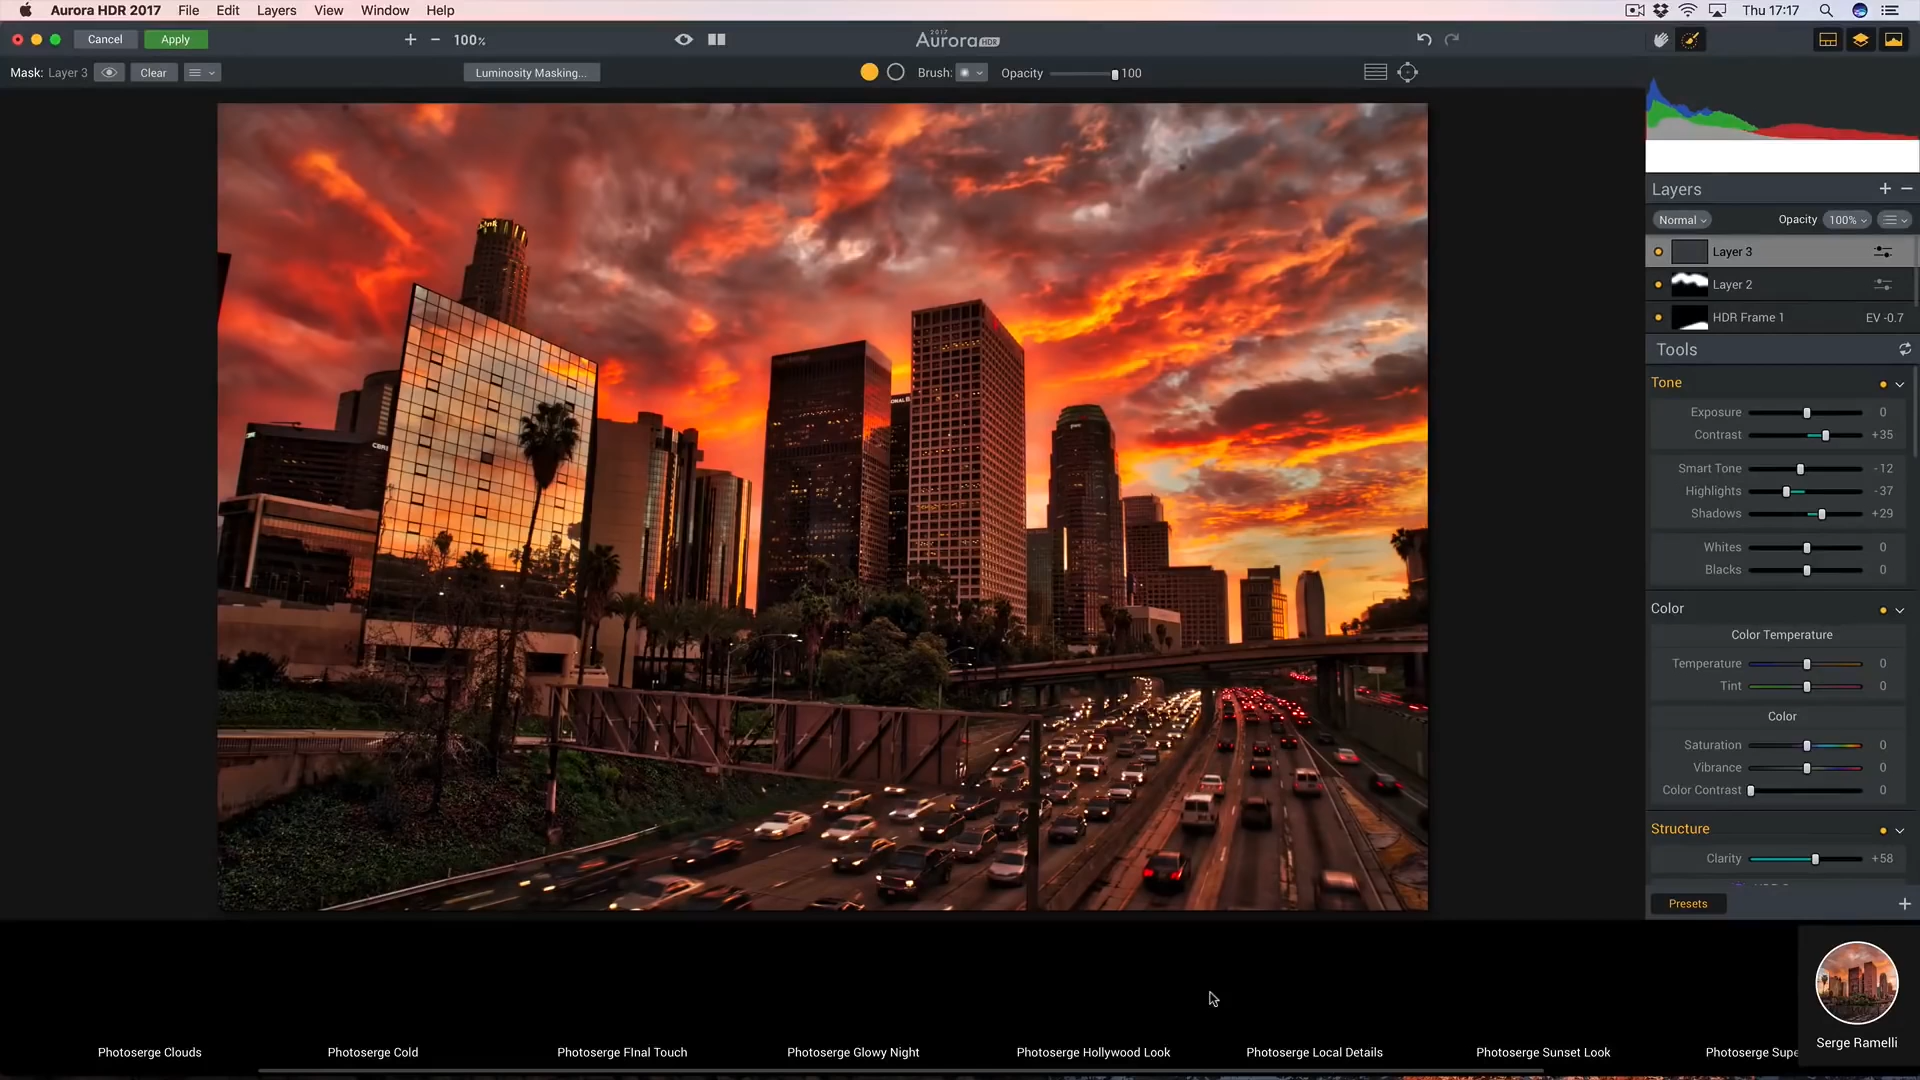 Aurora HDR 2017 File Edit Layers View Window Help Thu 17:17
Cancel Apply 100% 2017 Aurora HDR
Mask: Layer 3 Clear Luminosity Masking... Brush: Opacity 100
Layers
Normal Opacity 100%
Layer 3
Layer 2
HDR Frame 1 EV -0.7
Tools
Tone
Exposure 0
Contrast +35
Smart Tone -12
Highlights -37
Shadows +29
Whites 0
Blacks 0
Color
Color Temperature
Temperature 0
Tint 0
Color
Saturation 0
Vibrance 0
Color Contrast 0
Structure
Clarity +58
Presets
CBRE
Photoserge Clouds
Photoserge Cold
Photoserge FInal Touch
Photoserge Glowy Night
Photoserge Hollywood Look
Photoserge Local Details
Photoserge Sunset Look
Photoserge Supe
Serge Ramelli